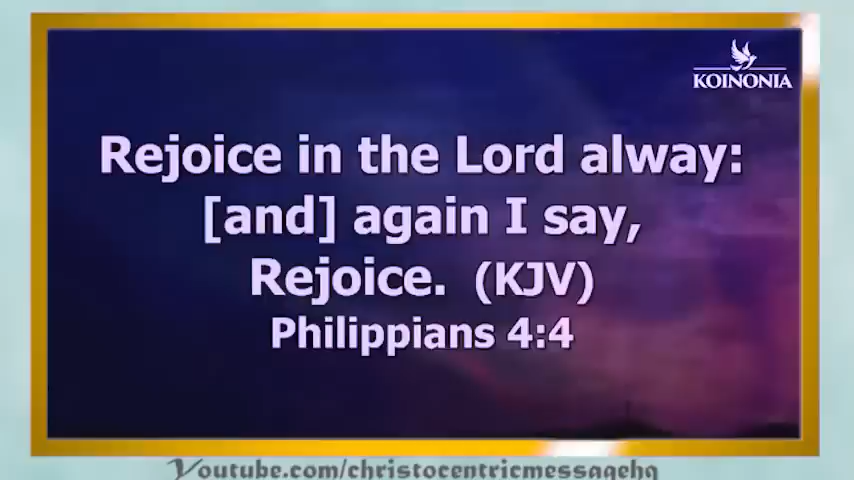 KOINONIA
Rejoice in the Lord alway:
[and] again I say,
Rejoice. (KJV)
Philippians 4:4
Youtube.com/christocentricmessagehq